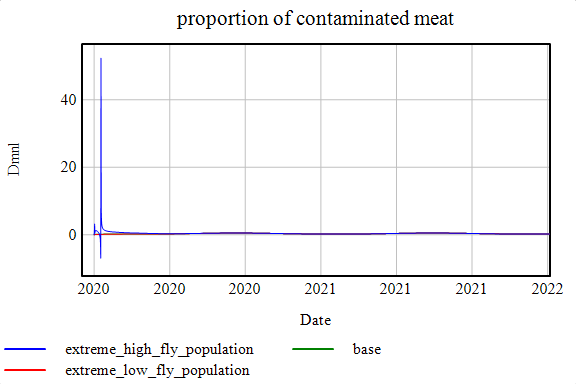 proportion of contaminated meat
Dmnl
40
20
0
2020 2020 2020 2021 2021 2021 2022
Date
extreme_high_fly_population base
extreme_low_fly_population